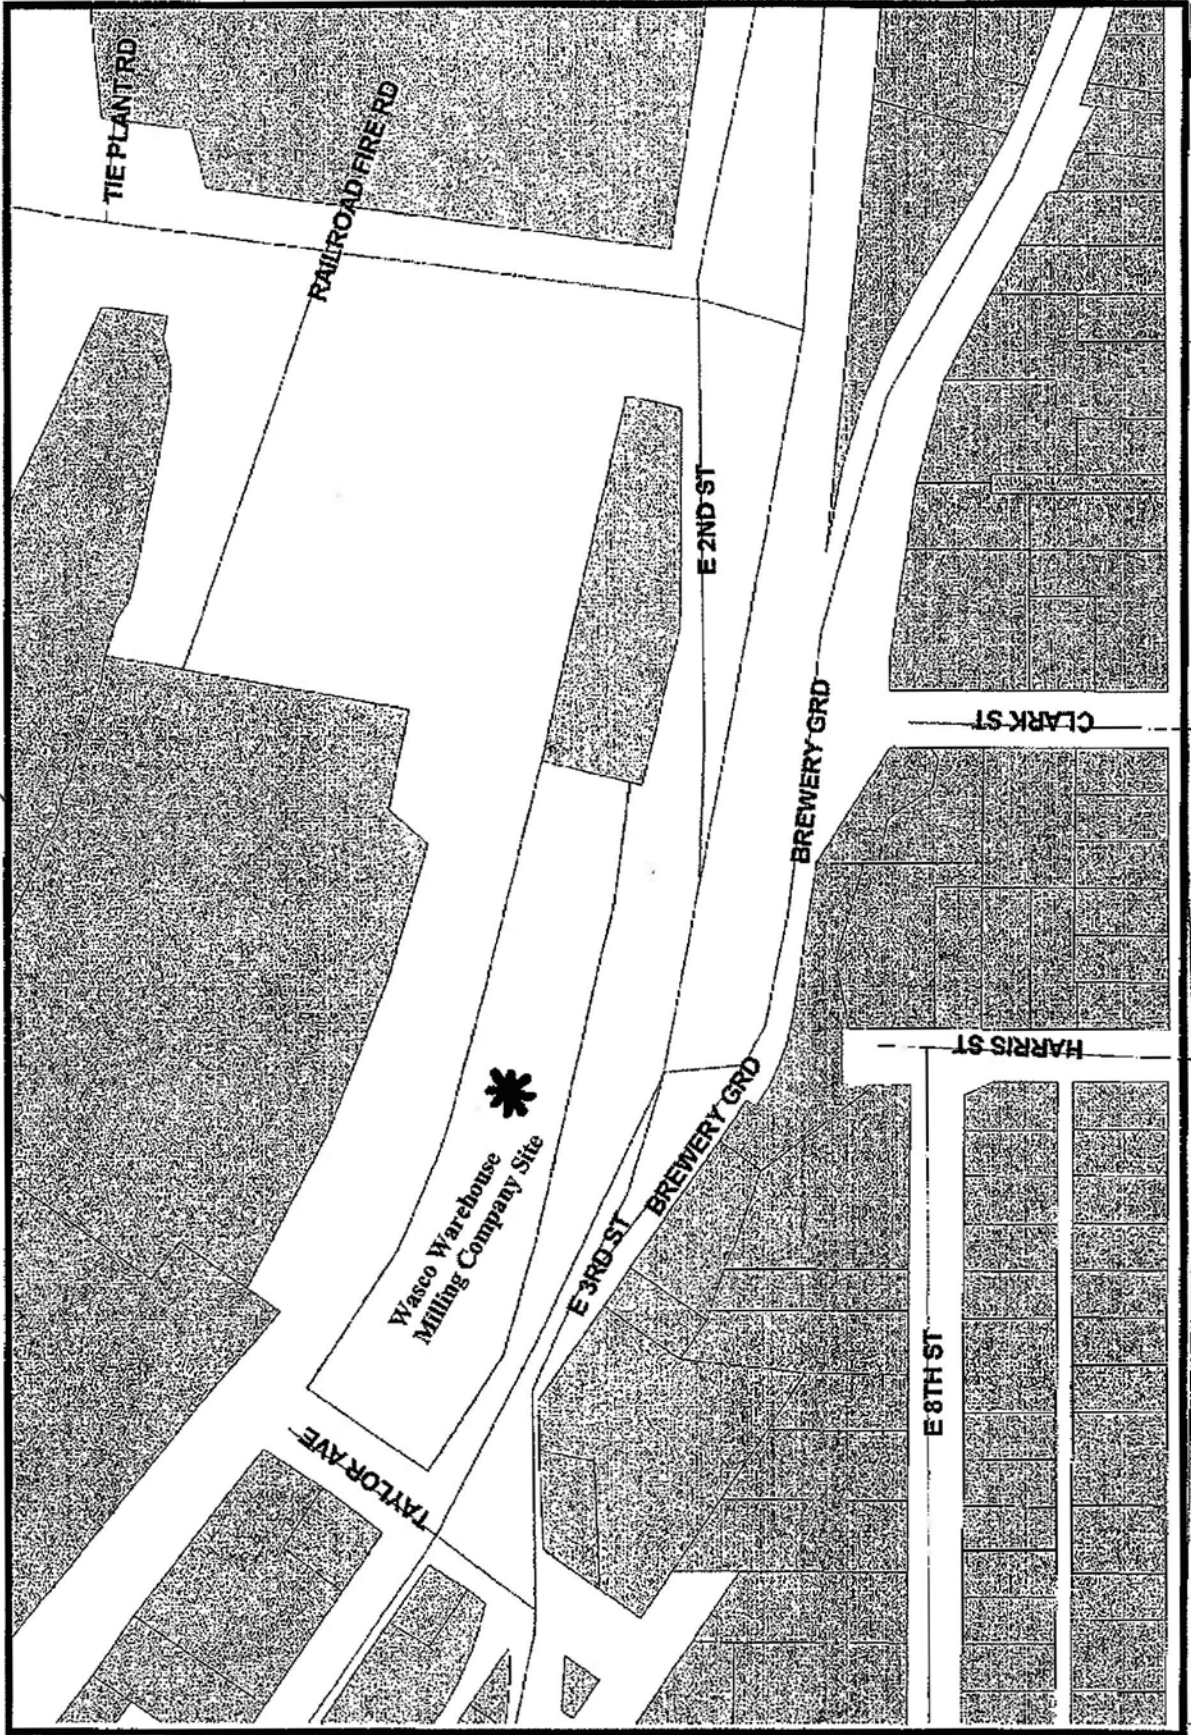 TIE PLANT RD
RAILROAD FIRE RD
E 2ND ST
BREWERY GRD
CLARK ST
HARRIS ST
Wasco Warehouse
Milling Company Site
BREWERY GRD
E 3RD ST
TAYLOR AVE
E 8TH ST